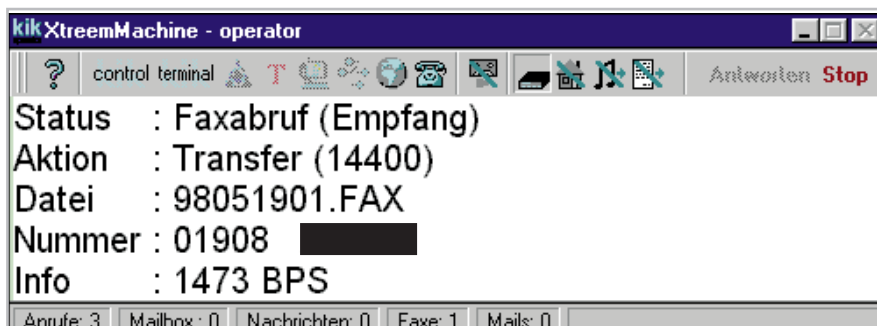 kik XtreemMachine - operator
? control terminal T Antworten Stop
Status : Faxabruf (Empfang)
Aktion : Transfer (14400)
Datei : 98051901.FAX
Nummer : 01908
Info : 1473 BPS
Anrufe: 3 Mailbox : 0 Nachrichten: 0 Faxe: 1 Mails: 0